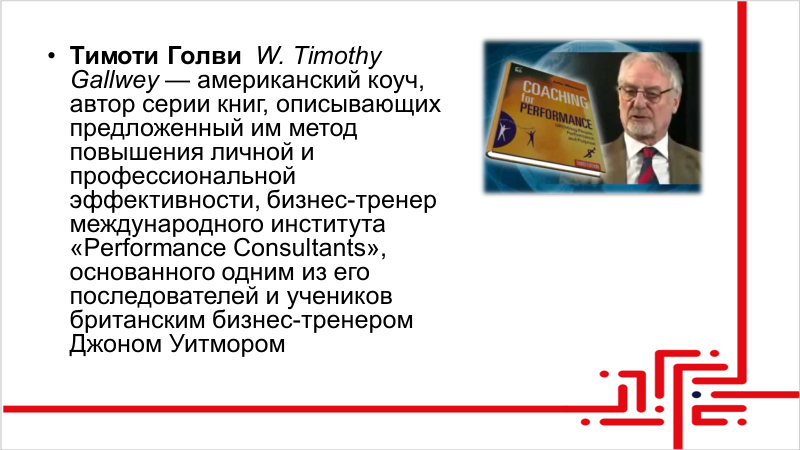 • Тимоти Голви W. Timothy
Gallwey — американский коуч,
автор серии книг, описывающих
предложенный им метод
повышения личной и
профессиональной
эффективности, бизнес-тренер
международного института
«Performance Consultants»,
основанного одним из его
последователей и учеников
британским бизнес-тренером
Джоном Уитмором
COACHING
for
PERFORMANCE